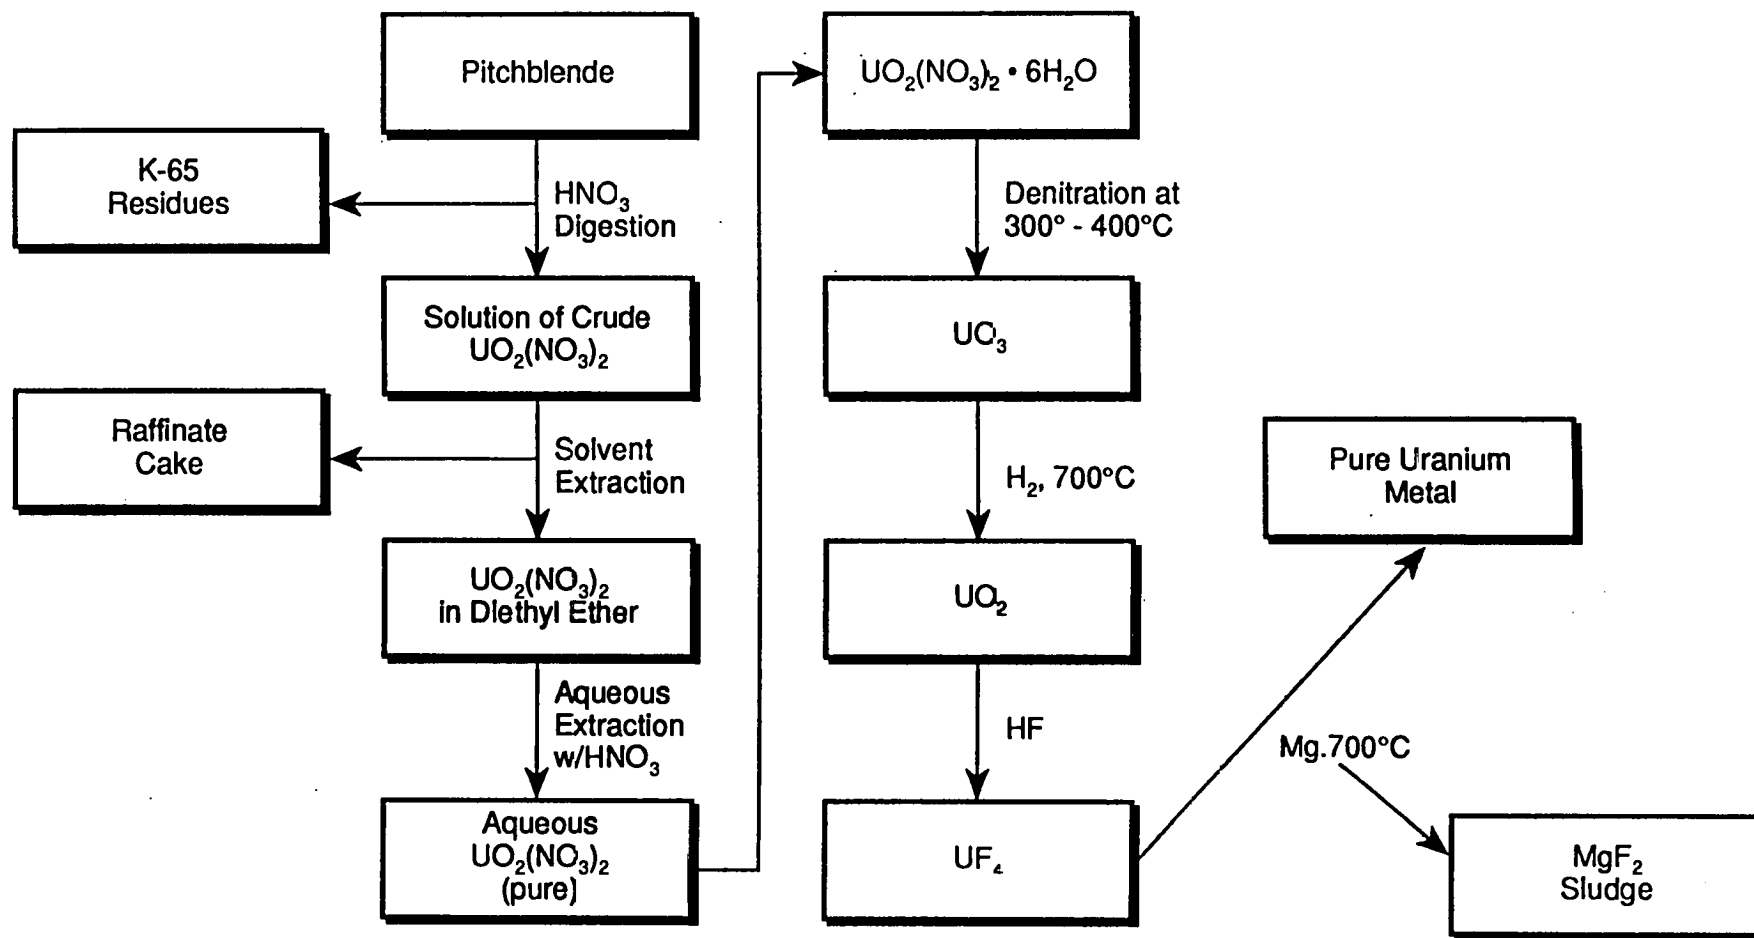 Pitchblende
K-65
Residues
HNO₃
Digestion
Solution of Crude
UO₂(NO₃)₂
Raffinate
Cake
Solvent
Extraction
UO₂(NO₃)₂
in Diethyl Ether
Aqueous
Extraction
w/HNO₃
Aqueous
UO₂(NO₃)₂
(pure)
UO₂(NO₃)₂ • 6H₂O
Denitration at
300° - 400°C
UO₃
H₂, 700°C
UO₂
HF
UF₄
Pure Uranium
Metal
Mg.700°C
MgF₂
Sludge